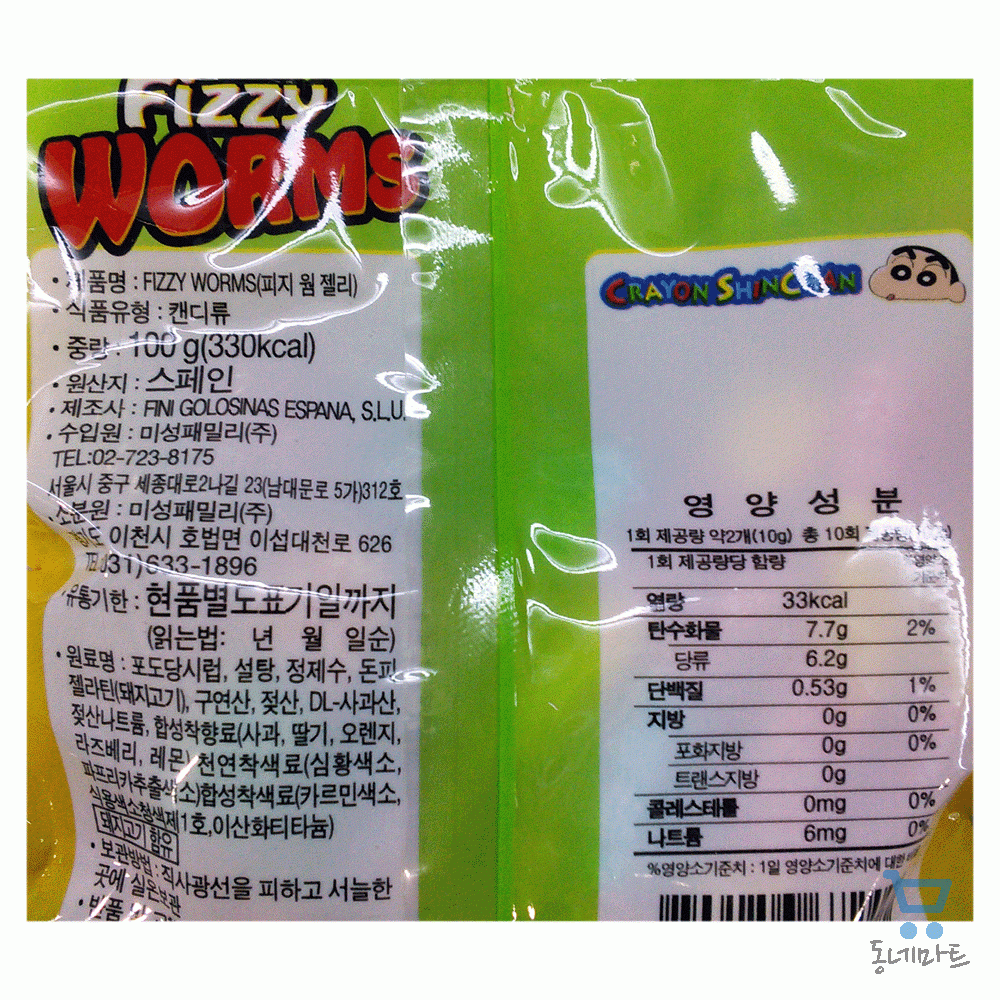 Fizzy
WORMS
• 제품명 : FIZZY WORMS(피지 웜 젤리)
• 식품유형 : 캔디류
• 중량 : 100 g(330kcal)
• 원산지 : 스페인
• 제조사 : FINI GOLOSINAS ESPANA, S.L.U.
• 수입원 : 미성패밀리(주)
TEL:02-723-8175
서울시 중구 세종대로2나길 23(남대문로 5가)312호
• 소분원 : 미성패밀리(주)
이천시 호법면 이섭대천로 626
TEL 031)633-1896
유통기한 : 현품별도표기일까지
(읽는법: 년 월 일순)
• 원료명 : 포도당시럽, 설탕, 정제수, 돈피
젤라틴(돼지고기), 구연산, 젖산, DL-사과산,
젖산나트륨, 합성착향료(사과, 딸기, 오렌지,
라즈베리, 레몬) 천연착색료(심황색소,
파프리카추출색소)합성착색료(카르민색소,
식용색소청색제1호,이산화티타늄)
돼지고기 함유
• 보관방법 : 직사광선을 피하고 서늘한
곳에 실온보관
• 반품
CRAYON SHINCHAN
영 양 성 분
1회 제공량 약2개(10g) 총 10회
1회 제공량당 함량
열량 33kcal
탄수화물 7.7g 2%
당류 6.2g
단백질 0.53g 1%
지방 0g 0%
포화지방 0g 0%
트랜스지방 0g
콜레스테롤 0mg 0%
나트륨 6mg 0%
%영양소기준치 : 1일 영양소기준치에 대한
동네마트